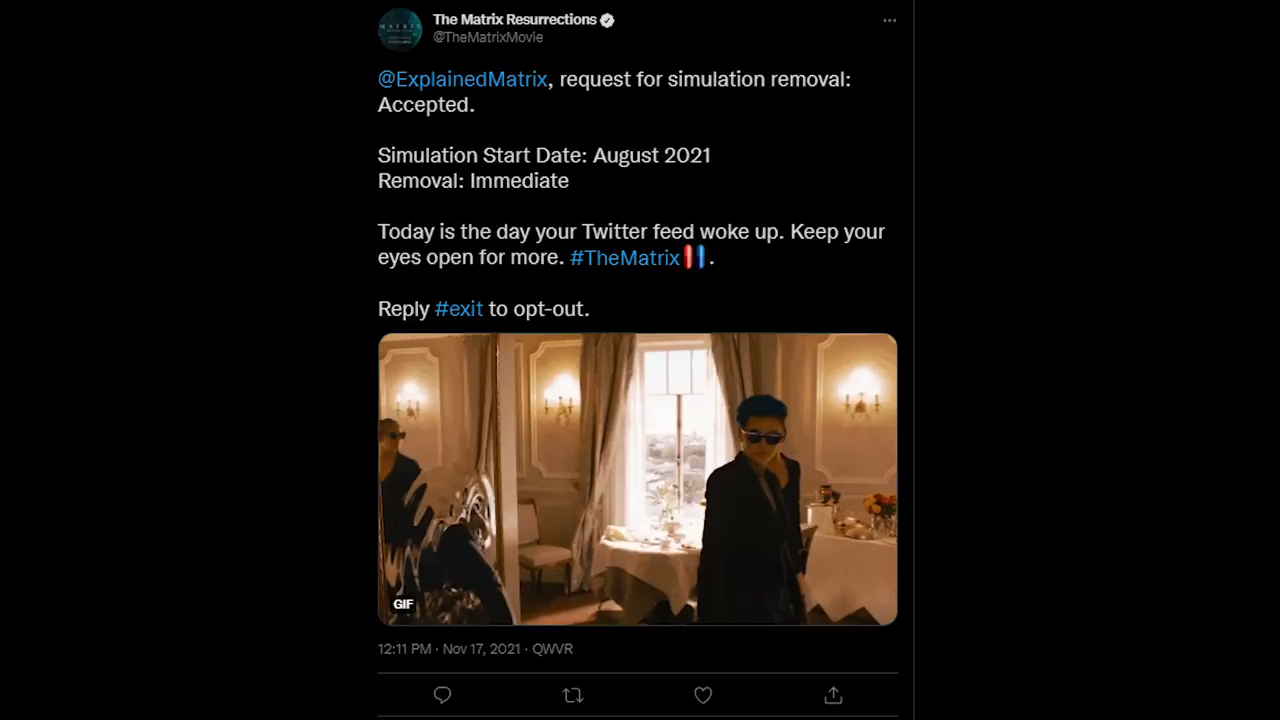 The Matrix Resurrections
@TheMatrixMovie
@ExplainedMatrix, request for simulation removal:
Accepted.
Simulation Start Date: August 2021
Removal: Immediate
Today is the day your Twitter feed woke up. Keep your
eyes open for more. #TheMatrix.
Reply #exit to opt-out.
GIF
12:11 PM · Nov 17, 2021 · QWVR